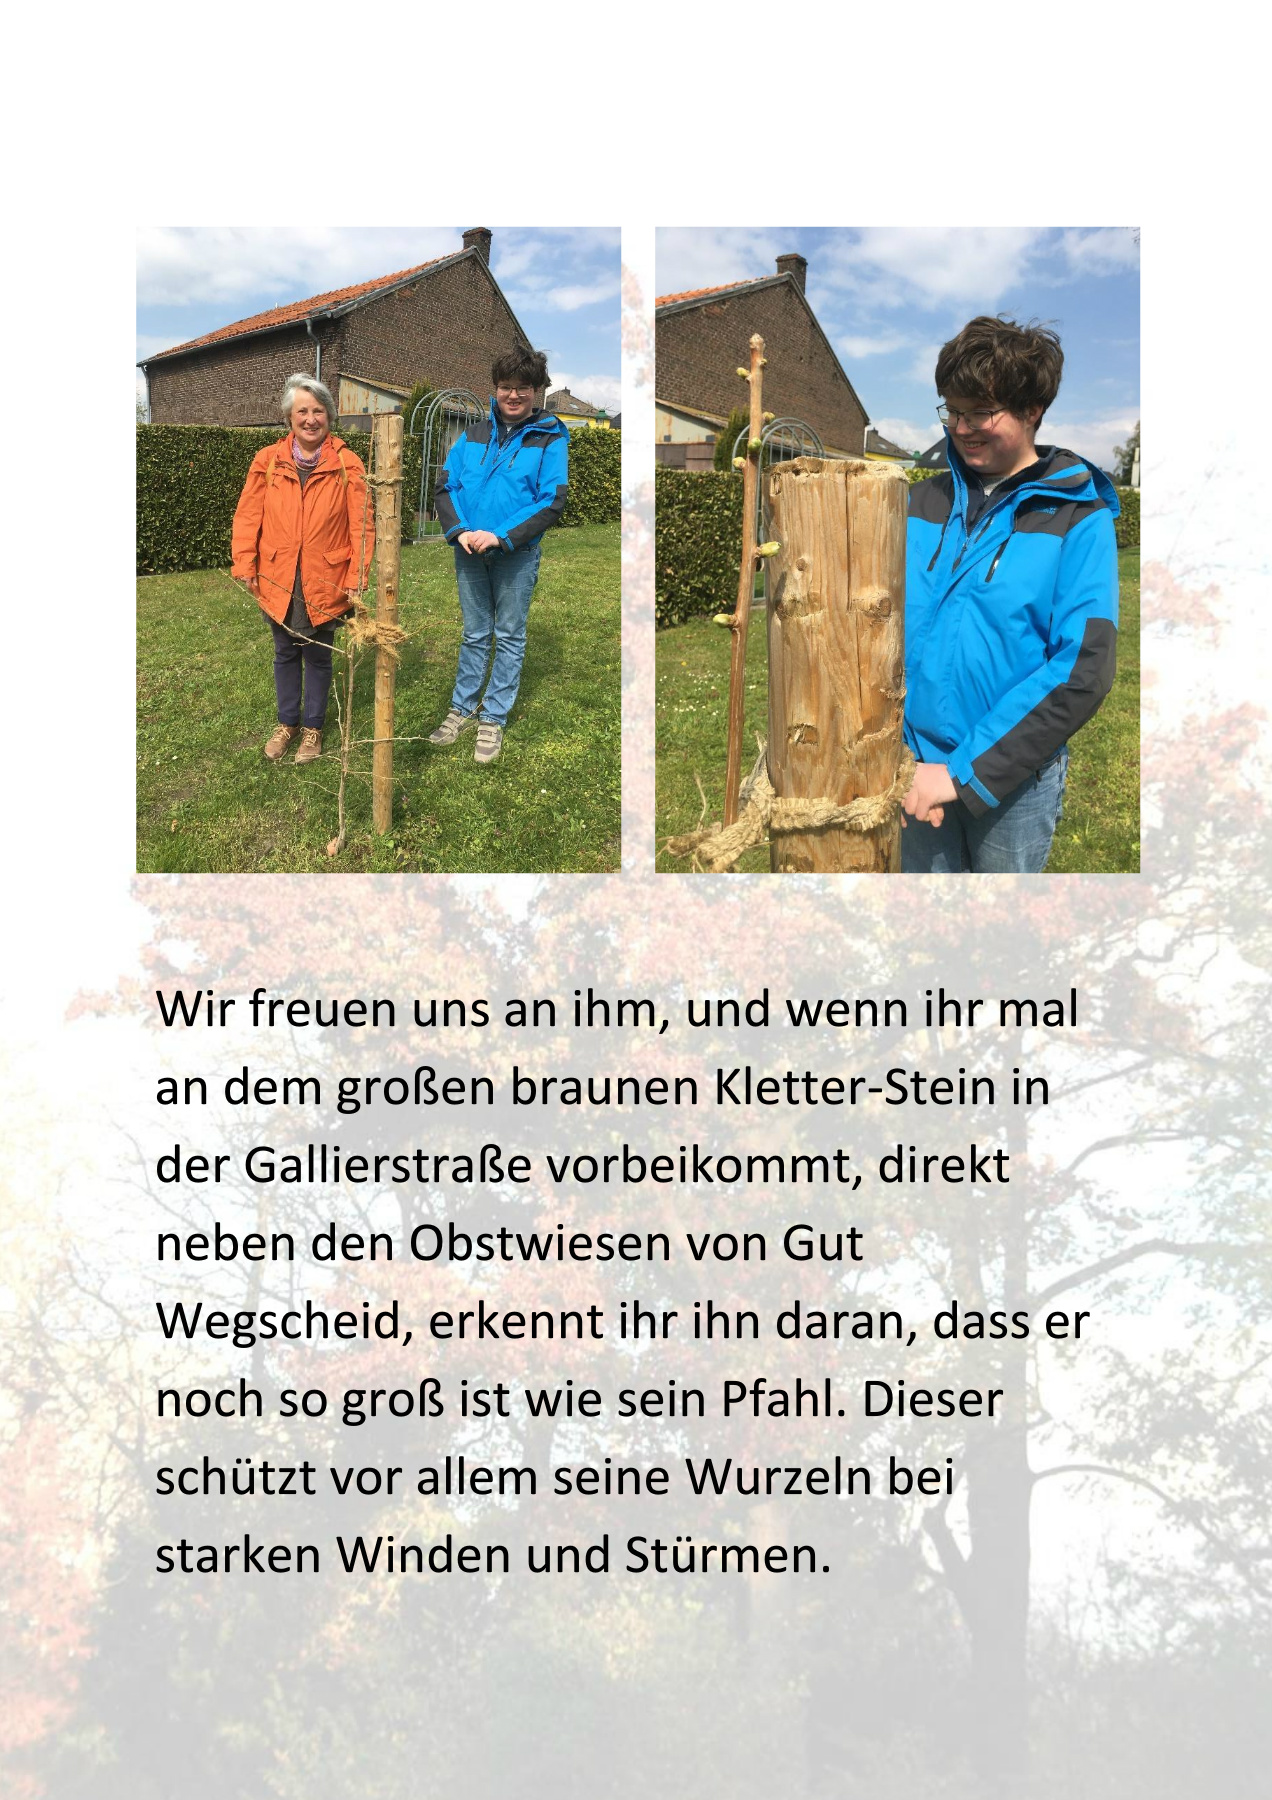 Wir freuen uns an ihm, und wenn ihr mal
an dem großen braunen Kletter-Stein in
der Gallierstraße vorbeikommt, direkt
neben den Obstwiesen von Gut
Wegscheid, erkennt ihr ihn daran, dass er
noch so groß ist wie sein Pfahl. Dieser
schützt vor allem seine Wurzeln bei
starken Winden und Stürmen.